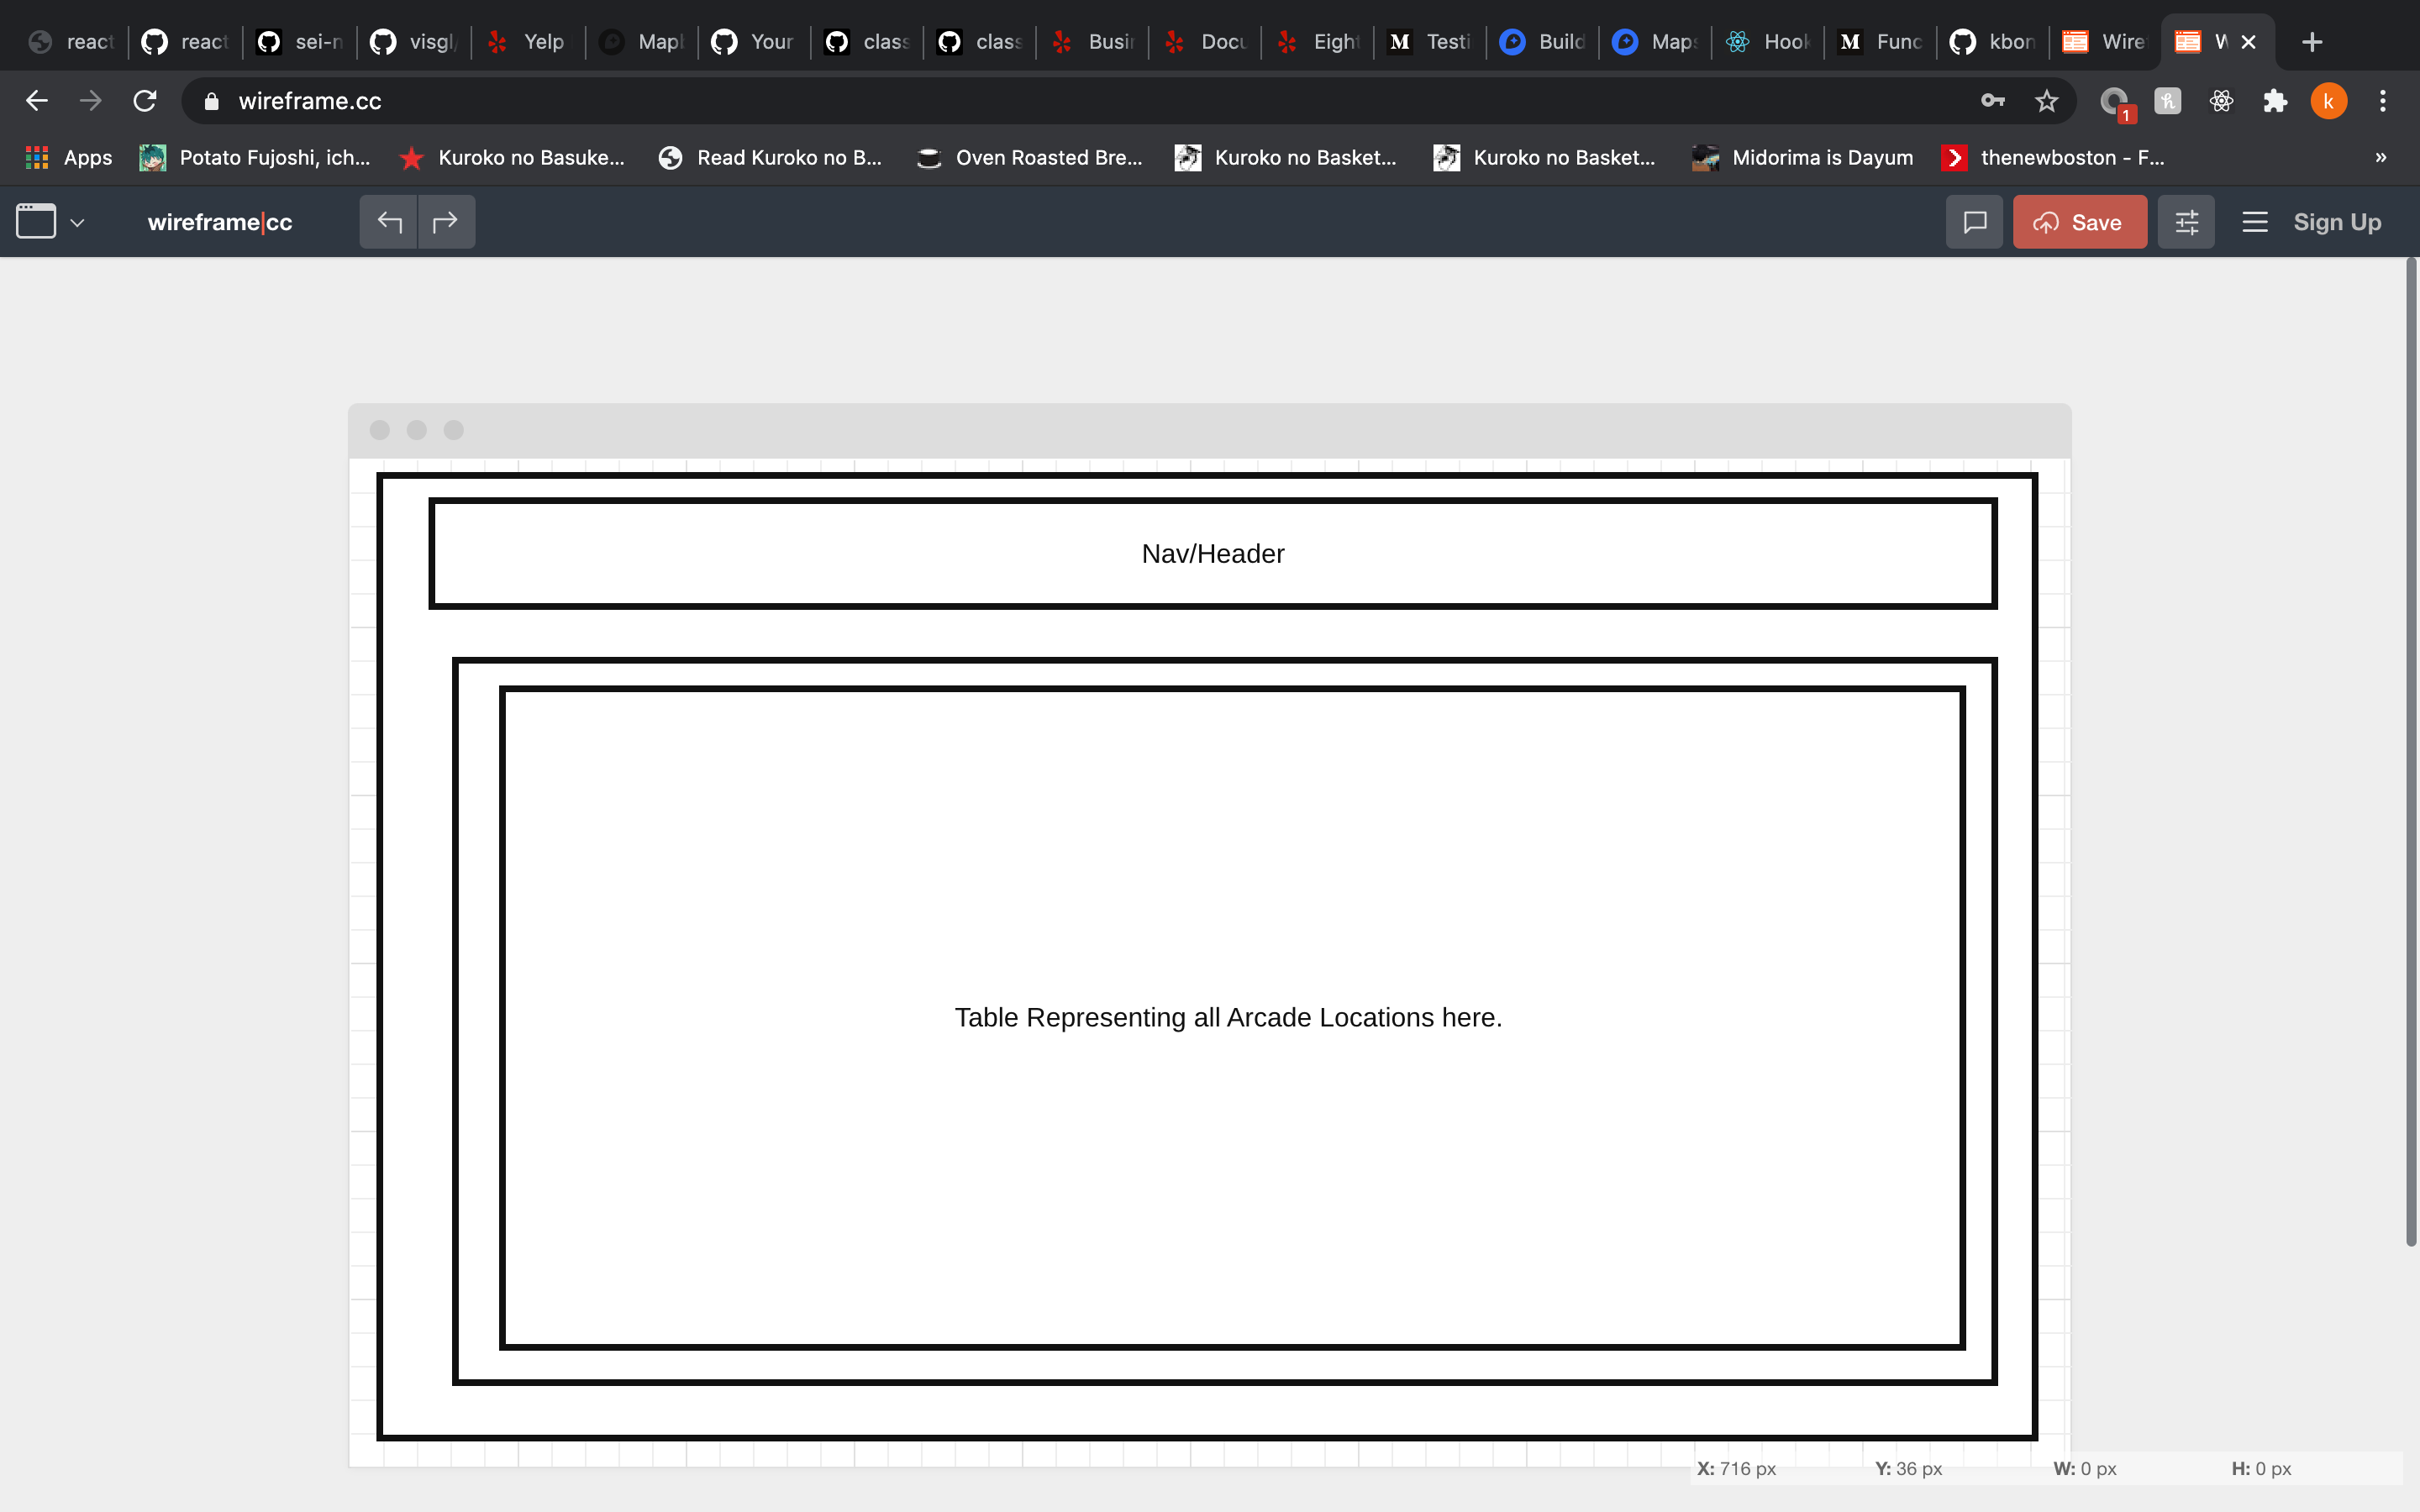 react react sei-n visgl/ Yelp Mapl Your class class Busin Docu Eight Testi Build Maps Hook Func kbon Wire W
wireframe.cc
1
k
Apps Potato Fujoshi, ich... Kuroko no Basuke... Read Kuroko no B... Oven Roasted Bre... Kuroko no Basket... Kuroko no Basket... Midorima is Dayum thenewboston - F... »
wireframe|cc Save Sign Up
Nav/Header
Table Representing all Arcade Locations here.
X: 716 px Y: 36 px W: 0 px H: 0 px